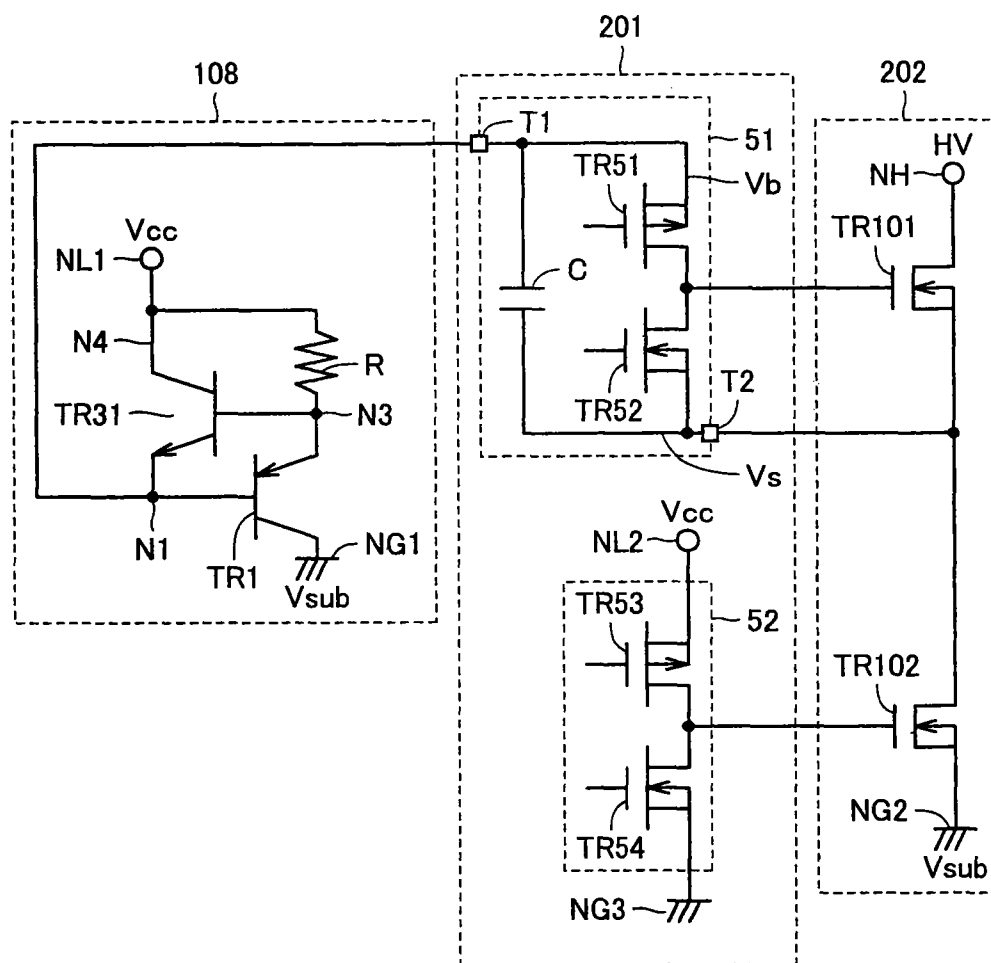 201
108
202
T1
51
HV
TR51
Vb
NH
Vcc
TR101
NL1
C
N4
R
TR31
N3
TR52
T2
Vs
N1
TR1
NG1
Vsub
Vcc
NL2
TR53
52
TR102
TR54
NG2
Vsub
NG3